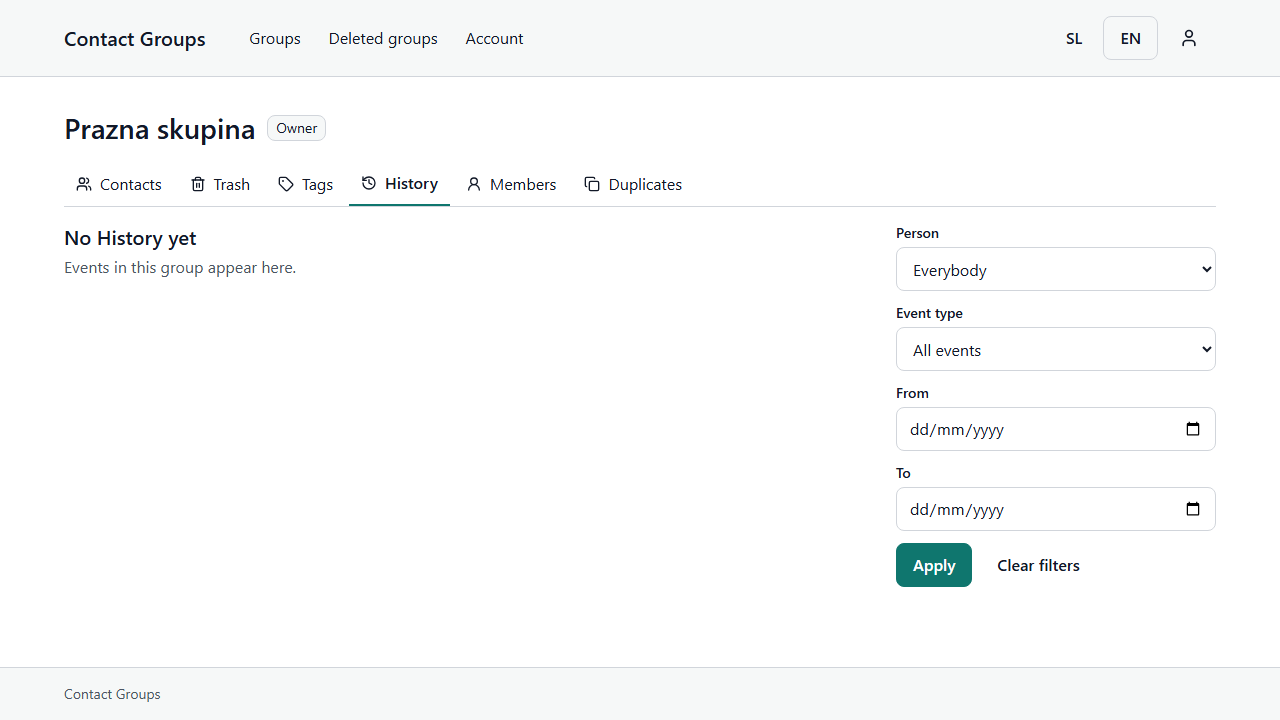 Contact Groups
Groups
Deleted groups
Account
SL
EN
Prazna skupina
Owner
Contacts
Trash
Tags
History
Members
Duplicates
No History yet
Events in this group appear here.
Person
Everybody
Event type
All events
From
dd/mm/yyyy
To
dd/mm/yyyy
Apply
Clear filters
Contact Groups